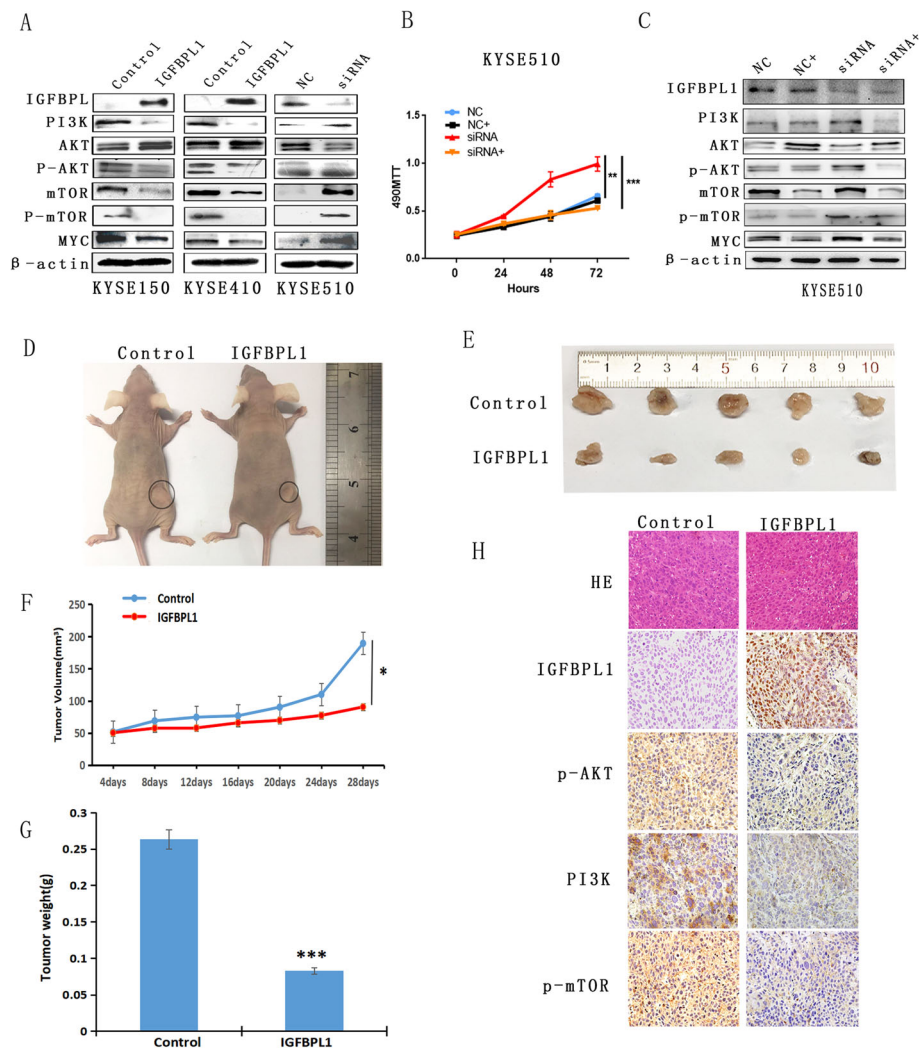 A
Control
IGFBPL1
Control
IGFBPL1
NC
siRNA
IGFBPL
PI3K
AKT
P-AKT
mTOR
P-mTOR
MYC
β-actin
KYSE150 KYSE410 KYSE510
B
KYSE510
NC
NC+
siRNA
siRNA+
490MTT
1.5
1.0
0.5
0.0
0 24 48 72
Hours
**
***
C
NC
NC+
siRNA
siRNA+
IGFBPL1
PI3K
AKT
p-AKT
mTOR
p-mTOR
MYC
β-actin
KYSE510
D
Control IGFBPL1
7
6
5
4
E
1 2 3 4 5 6 7 8 9 10
Control
IGFBPL1
F
Control
IGFBPL1
Tumor Volume(mm³)
250
200
150
100
50
0
4days 8days 12days 16days 20days 24days 28days
*
G
Toumor weight(g)
0.3
0.25
0.2
0.15
0.1
0.05
0
***
Control IGFBPL1
H
Control IGFBPL1
HE
IGFBPL1
p-AKT
PI3K
p-mTOR